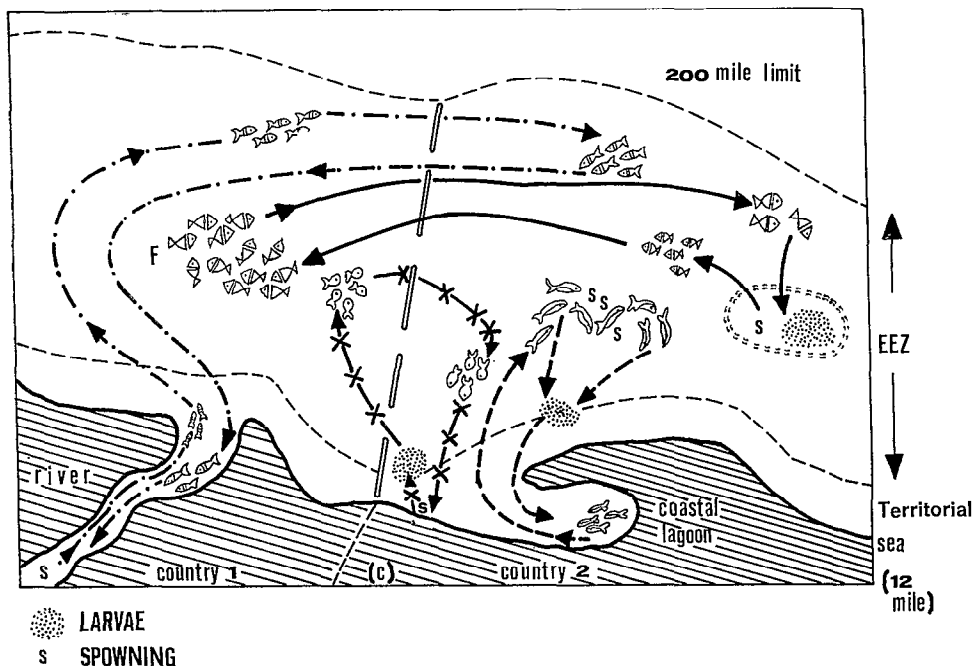 200 mile limit
F
S
S
S
S
EEZ
river
S
coastal
lagoon
Territorial
sea
(12
mile)
S
country 1
(c)
country 2
LARVAE
S SPOWNING